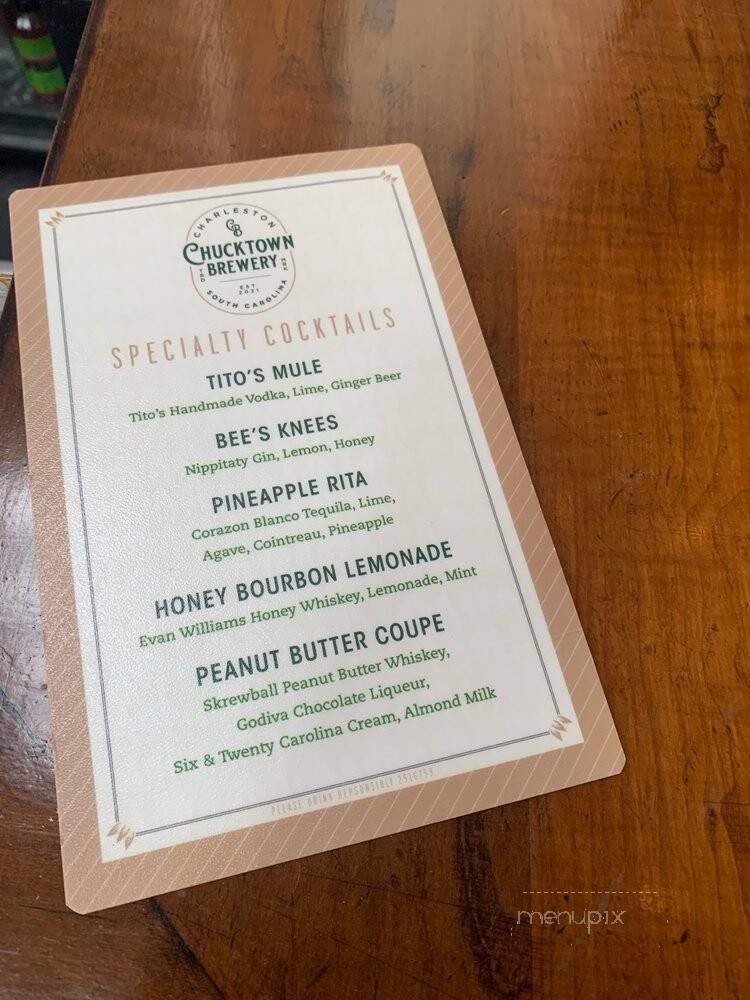 CHARLESTON
CB
CHUCKTOWN
BREWERY
EST.
2021
SOUTH CAROLINA
SPECIALTY COCKTAILS
TITO'S MULE
Tito's Handmade Vodka, Lime, Ginger Beer
BEE'S KNEES
Nippitaty Gin, Lemon, Honey
PINEAPPLE RITA
Corazon Blanco Tequila, Lime,
Agave, Cointreau, Pineapple
HONEY BOURBON LEMONADE
Evan Williams Honey Whiskey, Lemonade, Mint
PEANUT BUTTER COUPE
Skrewball Peanut Butter Whiskey,
Godiva Chocolate Liqueur,
Six & Twenty Carolina Cream, Almond Milk
PLEASE DRINK RESPONSIBLY
menupix